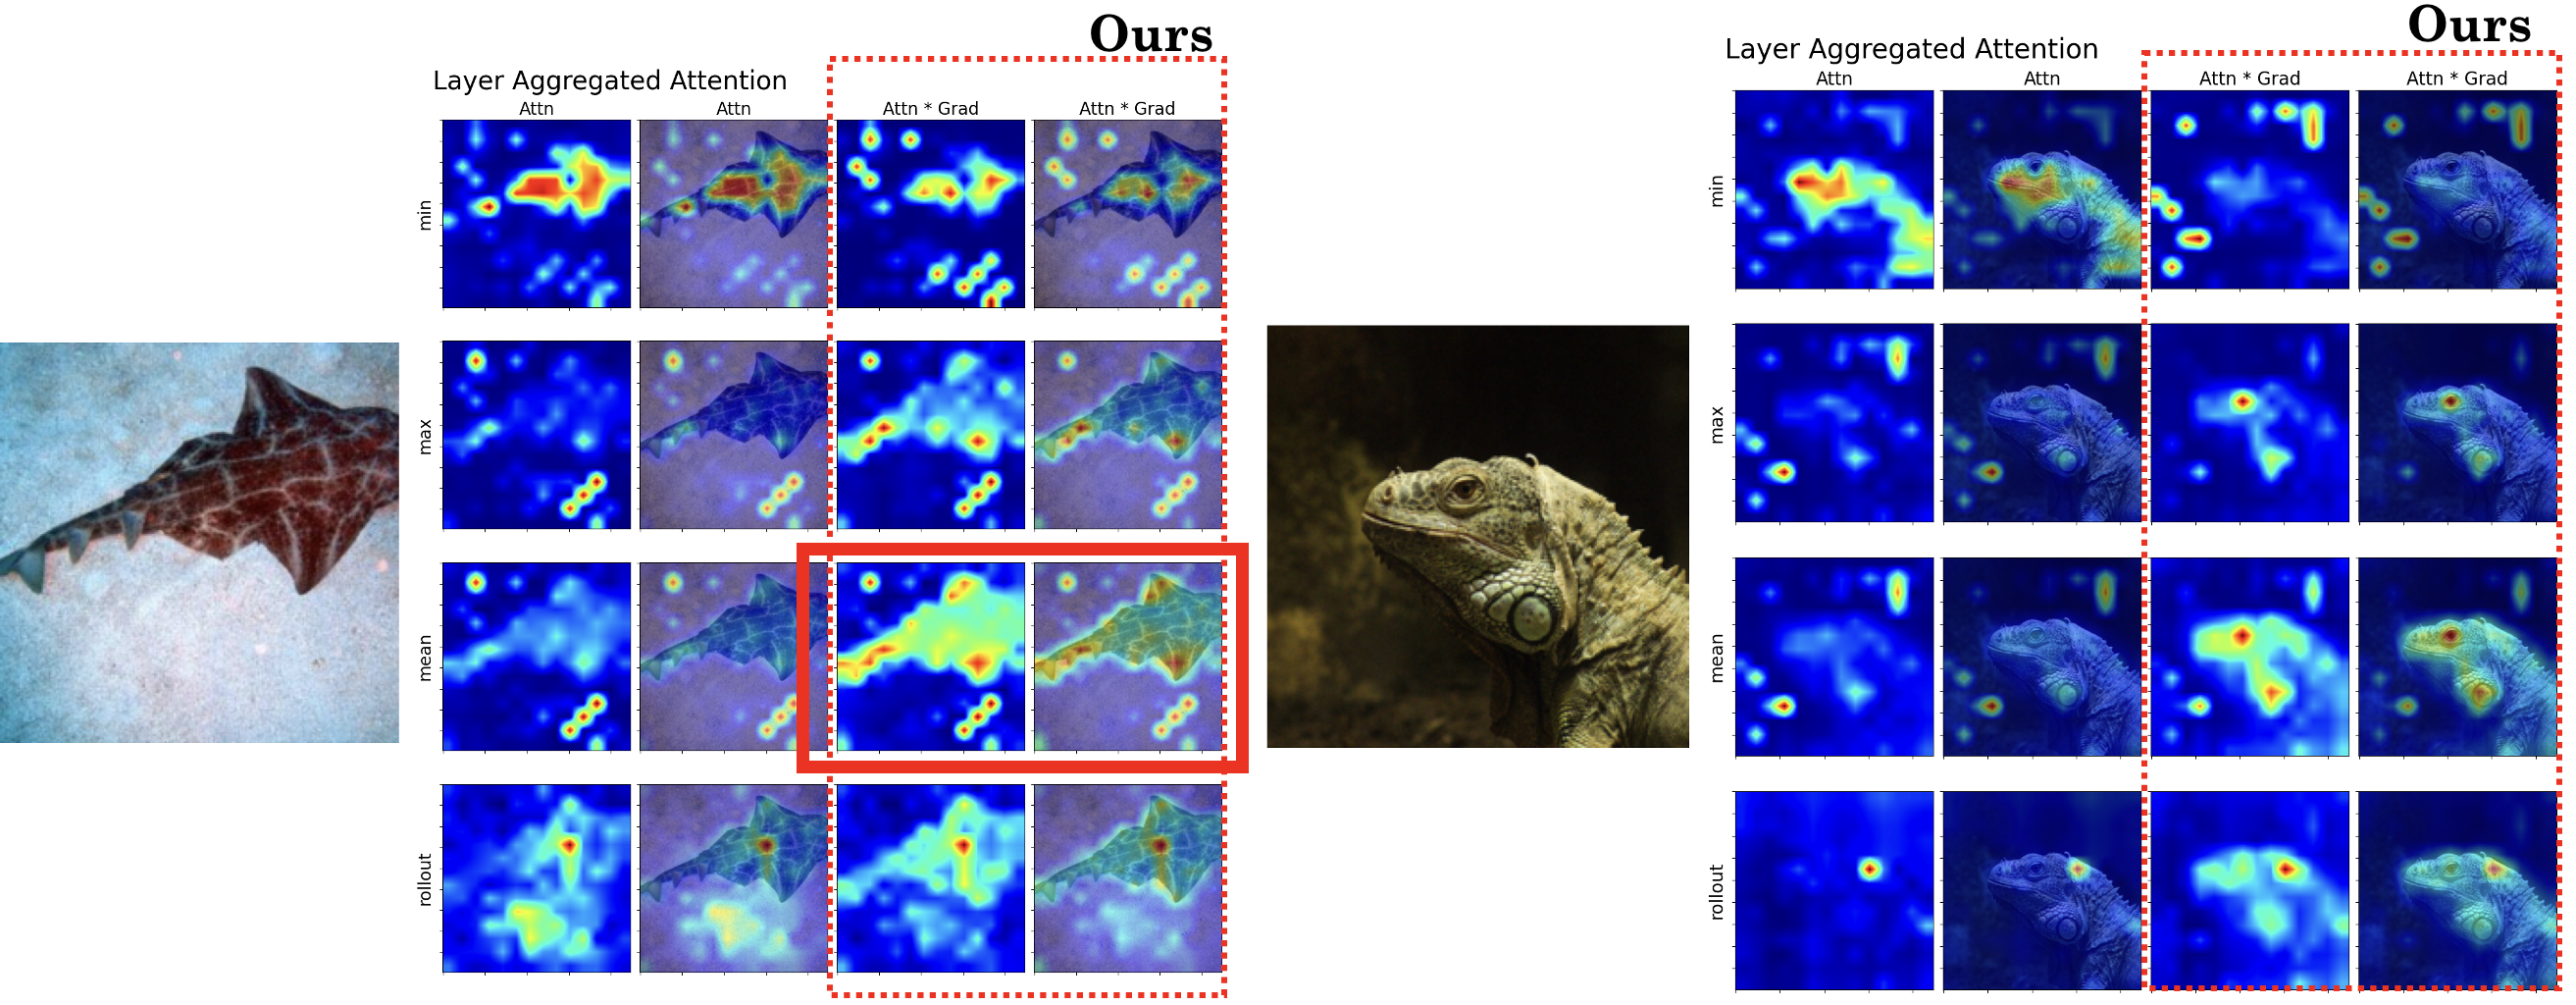 Ours
Layer Aggregated Attention
Attn Attn Attn * Grad Attn * Grad
min
max
mean
rollout
Ours
Layer Aggregated Attention
Attn Attn Attn * Grad Attn * Grad
min
max
mean
rollout